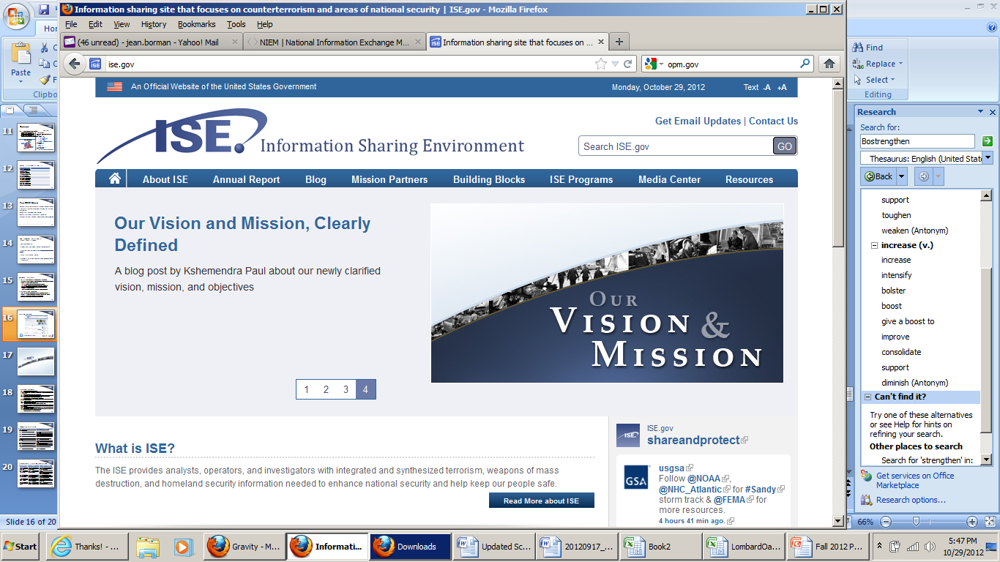 Information sharing site that focuses on counterterrorism and areas of national security | ISE.gov - Mozilla Firefox
File Edit View History Bookmarks Tools Help
(46 unread) - jean.borman - Yahoo! Mail
NIEM | National Information Exchange M...
Information sharing site that focuses on ...
ise.gov
opm.gov
An Official Website of the United States Government
Monday, October 29, 2012
Text -A +A
ISE.
Information Sharing Environment
Get Email Updates | Contact Us
Search ISE.gov
GO
About ISE
Annual Report
Blog
Mission Partners
Building Blocks
ISE Programs
Media Center
Resources
Our Vision and Mission, Clearly
Defined
A blog post by Kshemendra Paul about our newly clarified
vision, mission, and objectives
OUR
VISION &
MISSION
1 2 3 4
What is ISE?
The ISE provides analysts, operators, and investigators with integrated and synthesized terrorism, weapons of mass
destruction, and homeland security information needed to enhance national security and help keep our people safe.
Read More about ISE
ISE.
ISE.gov
shareandprotect
GSA
usgsa
Follow @NOAA,
@NHC_Atlantic for #Sandy
storm track & @FEMA for
more resources.
4 hours 41 min ago.
Paste
Clipbo
11
12
13
14
15
16
17
18
19
20
Slide 16 of 20
Find
Replace
Select
Editing
Research
Search for:
Bostrengthen
Thesaurus: English (United Stat
Back
support
toughen
weaken (Antonym)
increase (v.)
increase
intensify
bolster
boost
give a boost to
improve
consolidate
support
diminish (Antonym)
Can't find it?
Try one of these alternatives
or see Help for hints on
refining your search.
Other places to search
Search for 'strengthen' in:
Get services on Office
Marketplace
Research options...
66%
Start
Thanks! - ...
Gravity - M...
Informati...
Downloads
Updated Sc...
20120917_...
Book2
LombardOa...
Fall 2012 P...
5:47 PM
10/29/2012